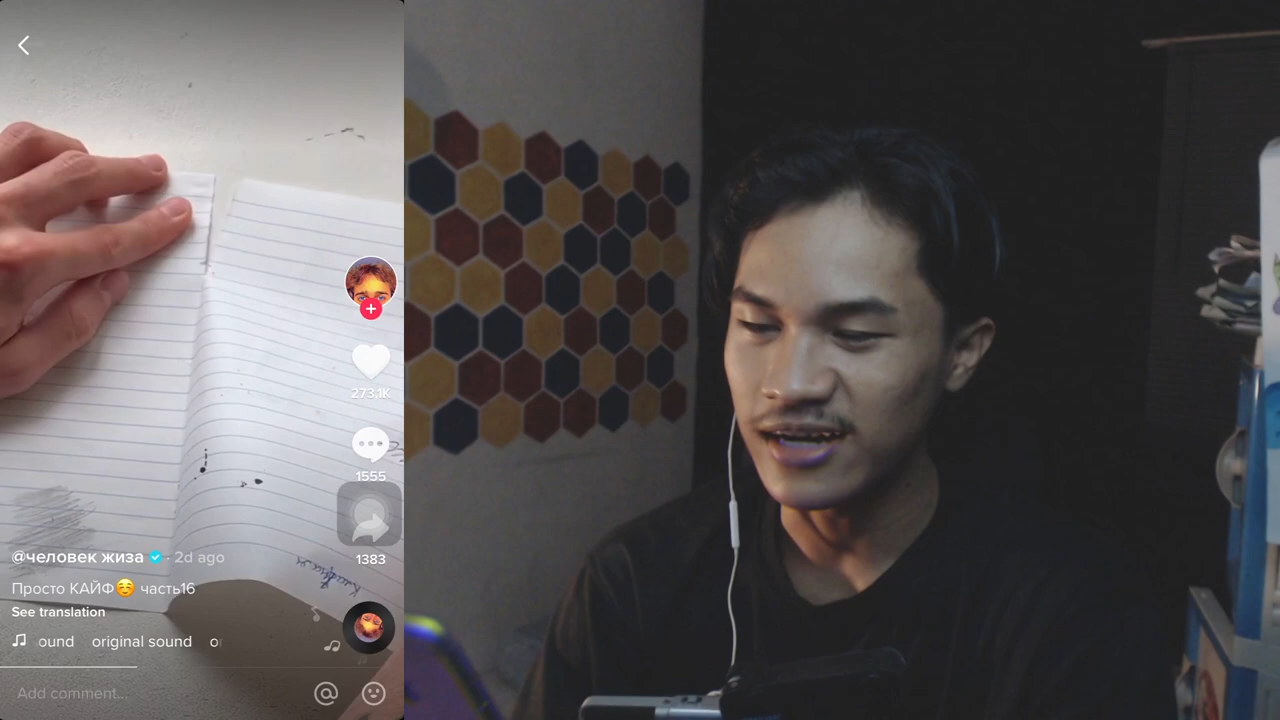 273,1K
1555
1383
@человек жиза · 2d ago
Просто КАЙФ☺️ часть16
See translation
ound original sound o
Add comment...